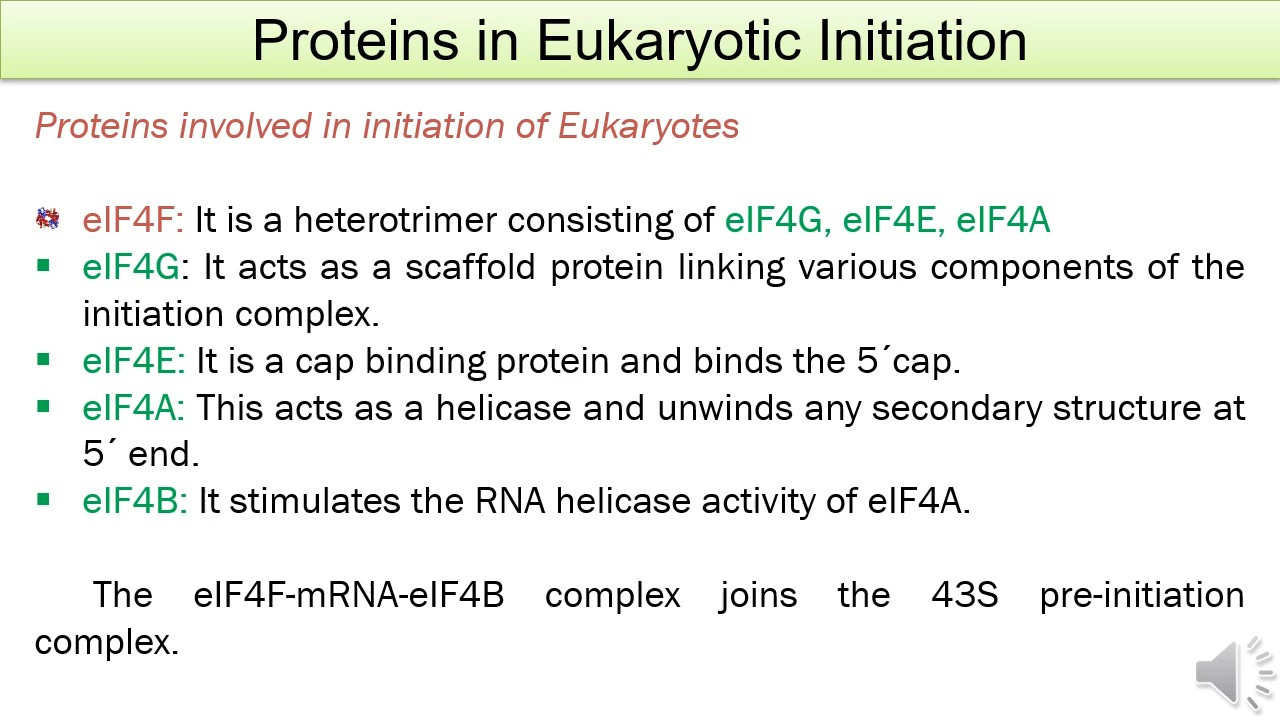 Proteins in Eukaryotic Initiation
Proteins involved in initiation of Eukaryotes
eIF4F: It is a heterotrimer consisting of eIF4G, eIF4E, eIF4A
eIF4G: It acts as a scaffold protein linking various components of the
initiation complex.
eIF4E: It is a cap binding protein and binds the 5´cap.
eIF4A: This acts as a helicase and unwinds any secondary structure at
5´ end.
eIF4B: It stimulates the RNA helicase activity of eIF4A.
The eIF4F-mRNA-eIF4B complex joins the 43S pre-initiation
complex.